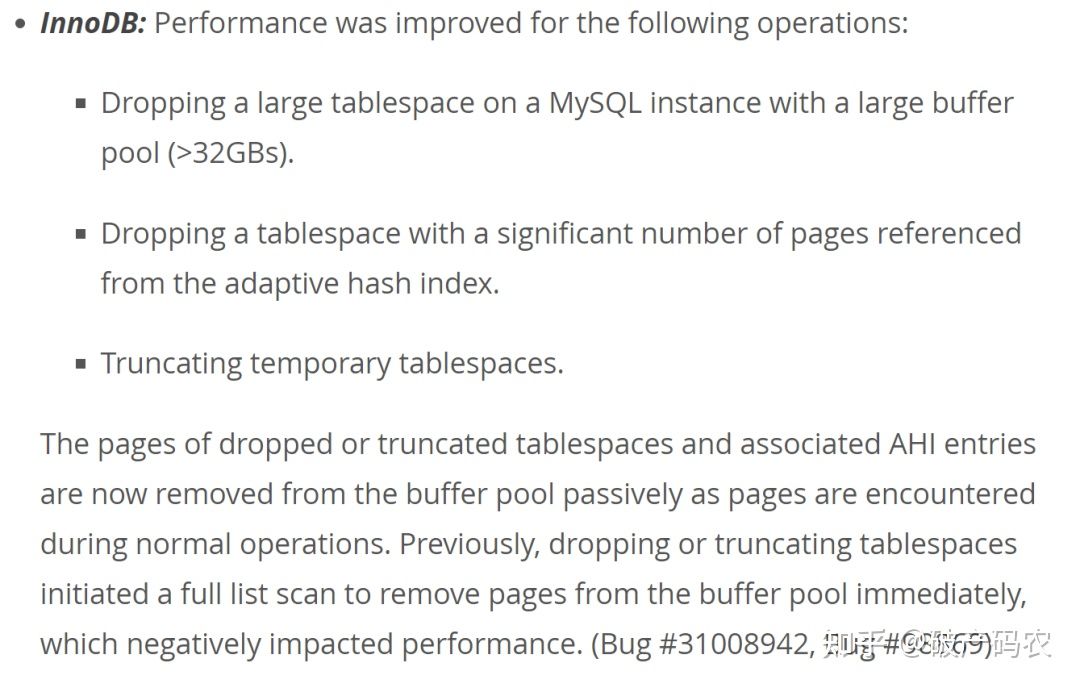 • InnoDB: Performance was improved for the following operations:
▪ Dropping a large tablespace on a MySQL instance with a large buffer
pool (>32GBs).
▪ Dropping a tablespace with a significant number of pages referenced
from the adaptive hash index.
▪ Truncating temporary tablespaces.
The pages of dropped or truncated tablespaces and associated AHI entries
are now removed from the buffer pool passively as pages are encountered
during normal operations. Previously, dropping or truncating tablespaces
initiated a full list scan to remove pages from the buffer pool immediately,
which negatively impacted performance. (Bug #31008942, Bug
知乎 @破产码农